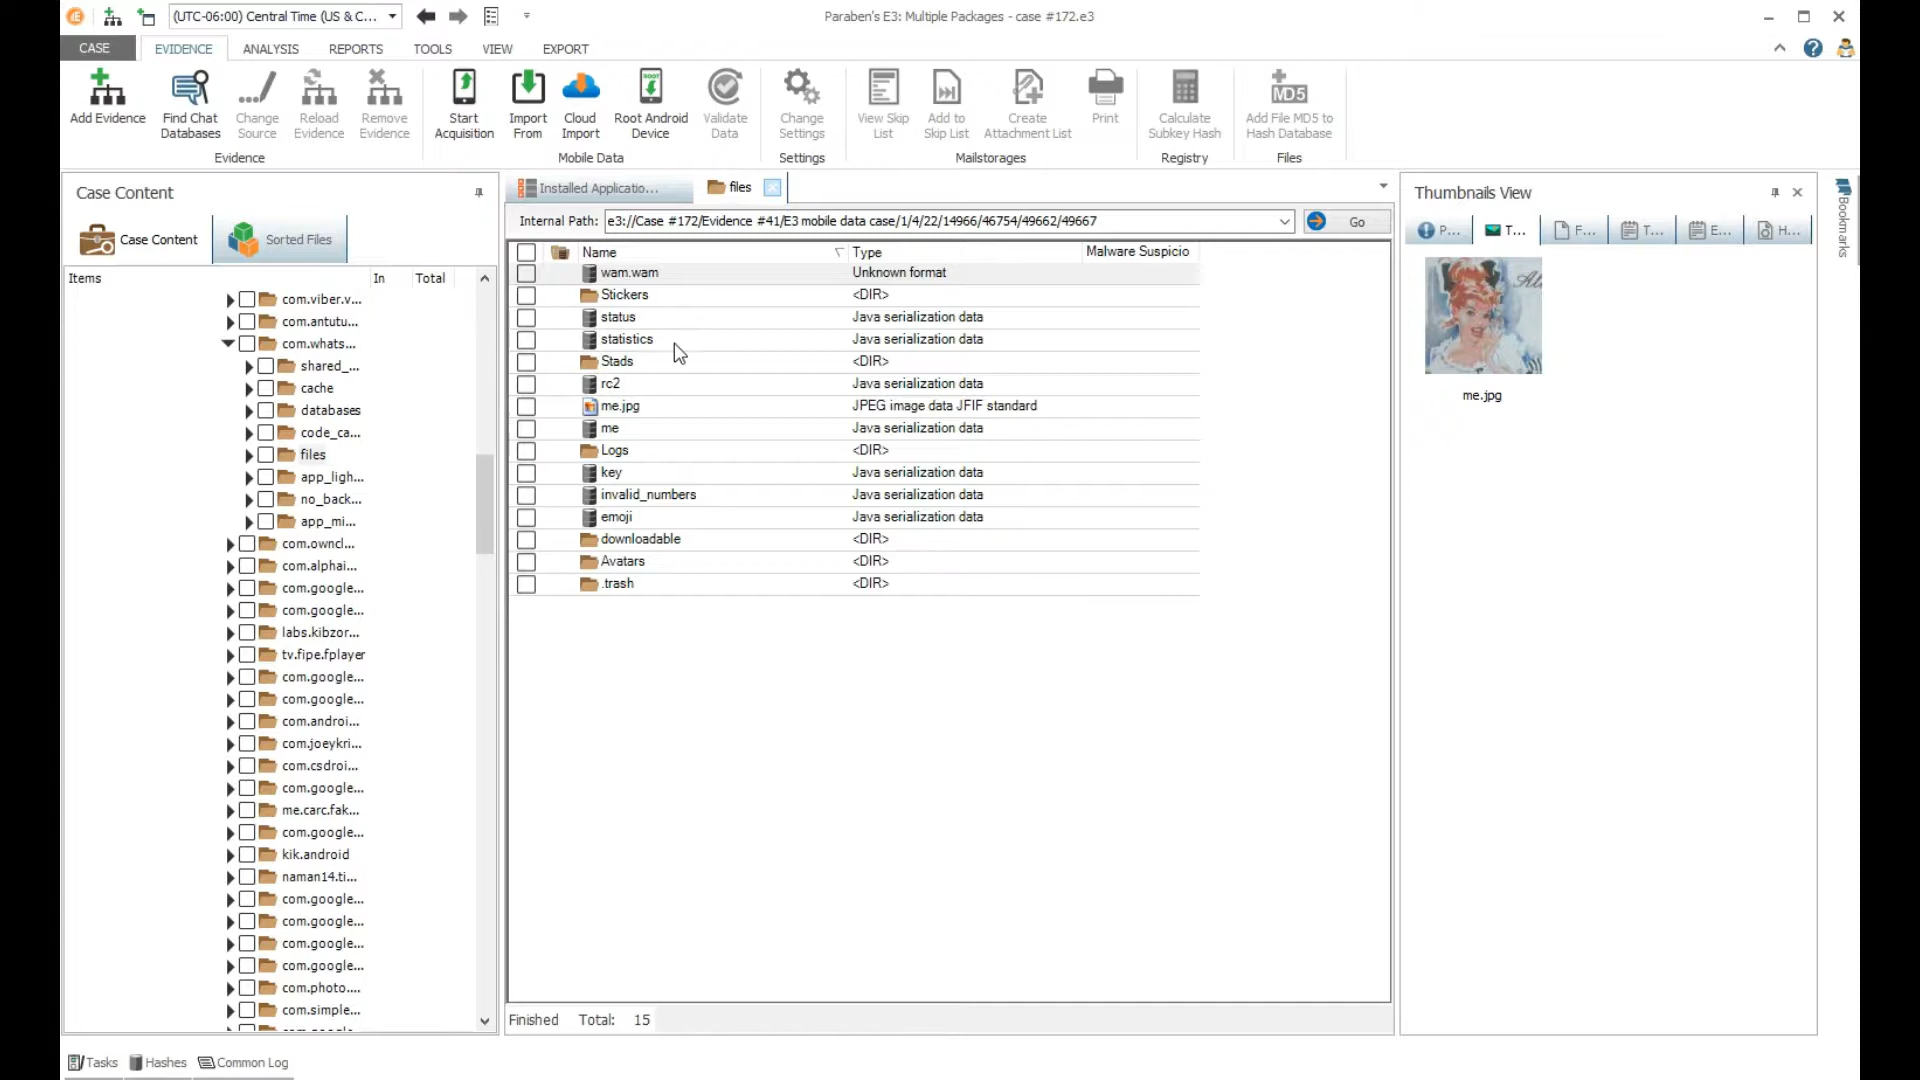 (UTC-06:00) Central Time (US & C...
Paraben's E3: Multiple Packages - case #172.e3
CASE EVIDENCE ANALYSIS REPORTS TOOLS VIEW EXPORT
Add Evidence
Find Chat Databases
Change Source
Reload Evidence
Remove Evidence
Start Acquisition
Import From
Cloud Import
Root Android Device
Validate Data
Change Settings
View Skip List
Add to Skip List
Create Attachment List
Print
Calculate Subkey Hash
MD5
Add File MD5 to Hash Database
Evidence Mobile Data Settings Mailstorages Registry Files
Case Content
Case Content Sorted Files
Items In Total
com.viber.v...
com.antutu...
com.whats...
shared_...
cache
databases
code_ca...
files
app_ligh...
no_back...
app_mi...
com.owncl...
com.alphai...
com.google...
com.google...
labs.kibzor...
tv.fipe.fplayer
com.google...
com.google...
com.androi...
com.joeykri...
com.csdroi...
com.google...
me.carc.fak...
com.google...
kik.android
naman14.ti...
com.google...
com.google...
com.google...
com.google...
com.photo....
com.simple...
Installed Applicatio... files
Internal Path: e3://Case #172/Evidence #41/E3 mobile data case/1/4/22/14966/46754/49662/49667 Go
Name Type Malware Suspicio
wam.wam Unknown format
Stickers <DIR>
status Java serialization data
statistics Java serialization data
Stads <DIR>
rc2 Java serialization data
me.jpg JPEG image data JFIF standard
me Java serialization data
Logs <DIR>
key Java serialization data
invalid_numbers Java serialization data
emoji Java serialization data
downloadable <DIR>
Avatars <DIR>
.trash <DIR>
Finished Total: 15
Thumbnails View
P... T... F... T... E... H...
me.jpg
Bookmarks
Tasks Hashes Common Log